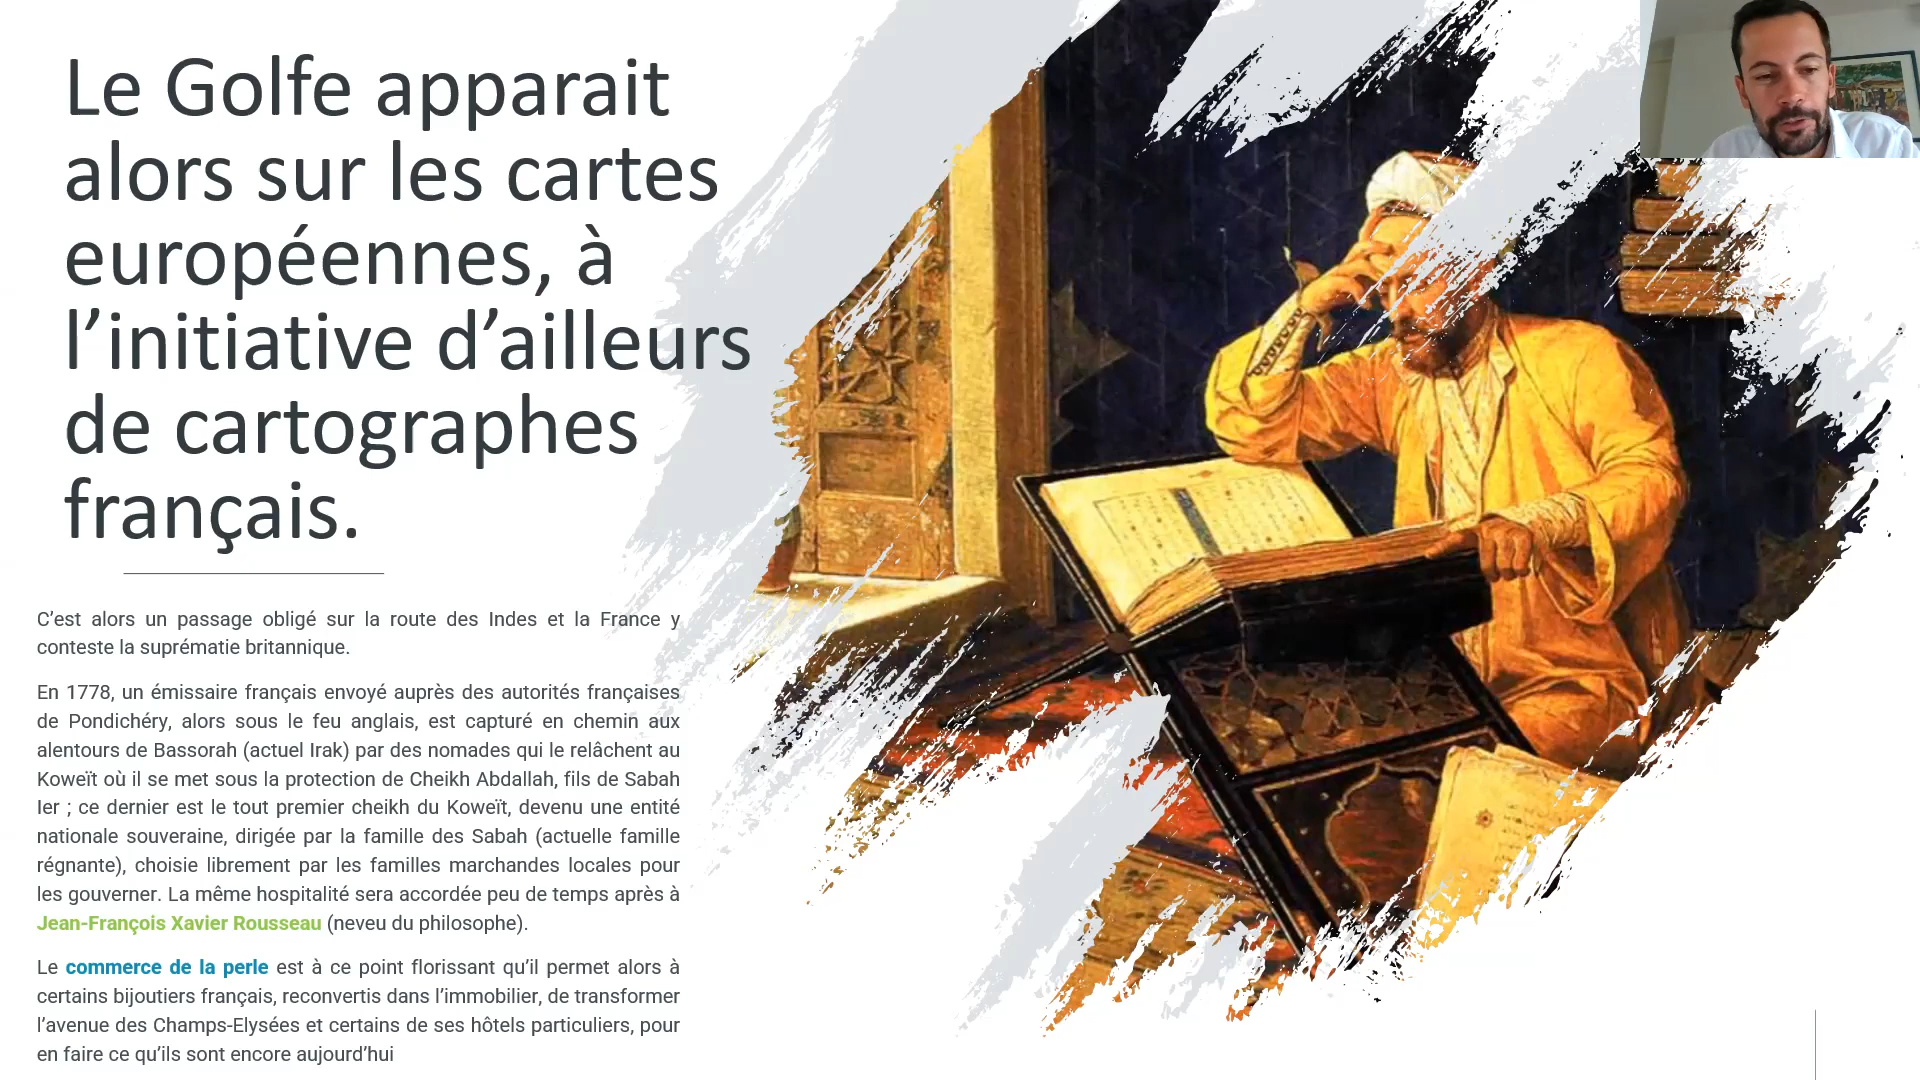 Le Golfe apparait
alors sur les cartes
européennes, à
l’initiative d’ailleurs
de cartographes
français.
C’est alors un passage obligé sur la route des Indes et la France y
conteste la suprématie britannique.
En 1778, un émissaire français envoyé auprès des autorités françaises
de Pondichéry, alors sous le feu anglais, est capturé en chemin aux
alentours de Bassorah (actuel Irak) par des nomades qui le relâchent au
Koweït où il se met sous la protection de Cheikh Abdallah, fils de Sabah
Ier ; ce dernier est le tout premier cheikh du Koweït, devenu une entité
nationale souveraine, dirigée par la famille des Sabah (actuelle famille
régnante), choisie librement par les familles marchandes locales pour
les gouverner. La même hospitalité sera accordée peu de temps après à
Jean-François Xavier Rousseau (neveu du philosophe).
Le commerce de la perle est à ce point florissant qu’il permet alors à
certains bijoutiers français, reconvertis dans l’immobilier, de transformer
l’avenue des Champs-Elysées et certains de ses hôtels particuliers, pour
en faire ce qu’ils sont encore aujourd’hui